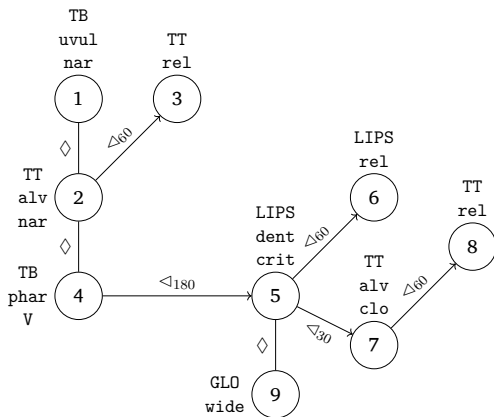 TB
uvul
nar
1
TT
rel
3
◇
◁60
TT
alv
nar
2
◇
TB
phar
V
4
◁180
LIPS
dent
crit
5
◁60
LIPS
rel
6
◁30
TT
alv
clo
7
◁60
TT
rel
8
◇
GLO
wide
9